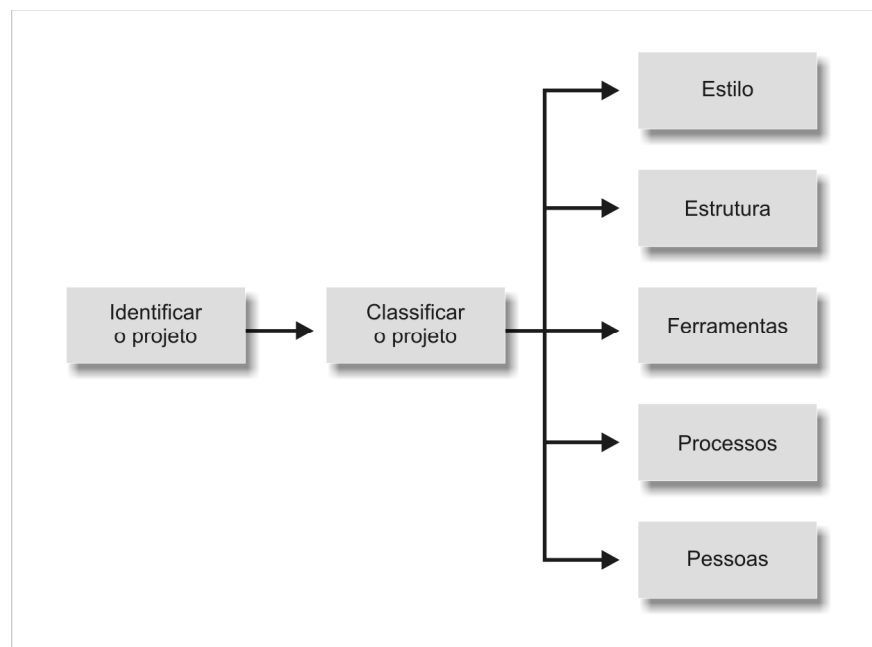 Estilo
Estrutura
Identificar
o projeto
Classificar
o projeto
Ferramentas
Processos
Pessoas